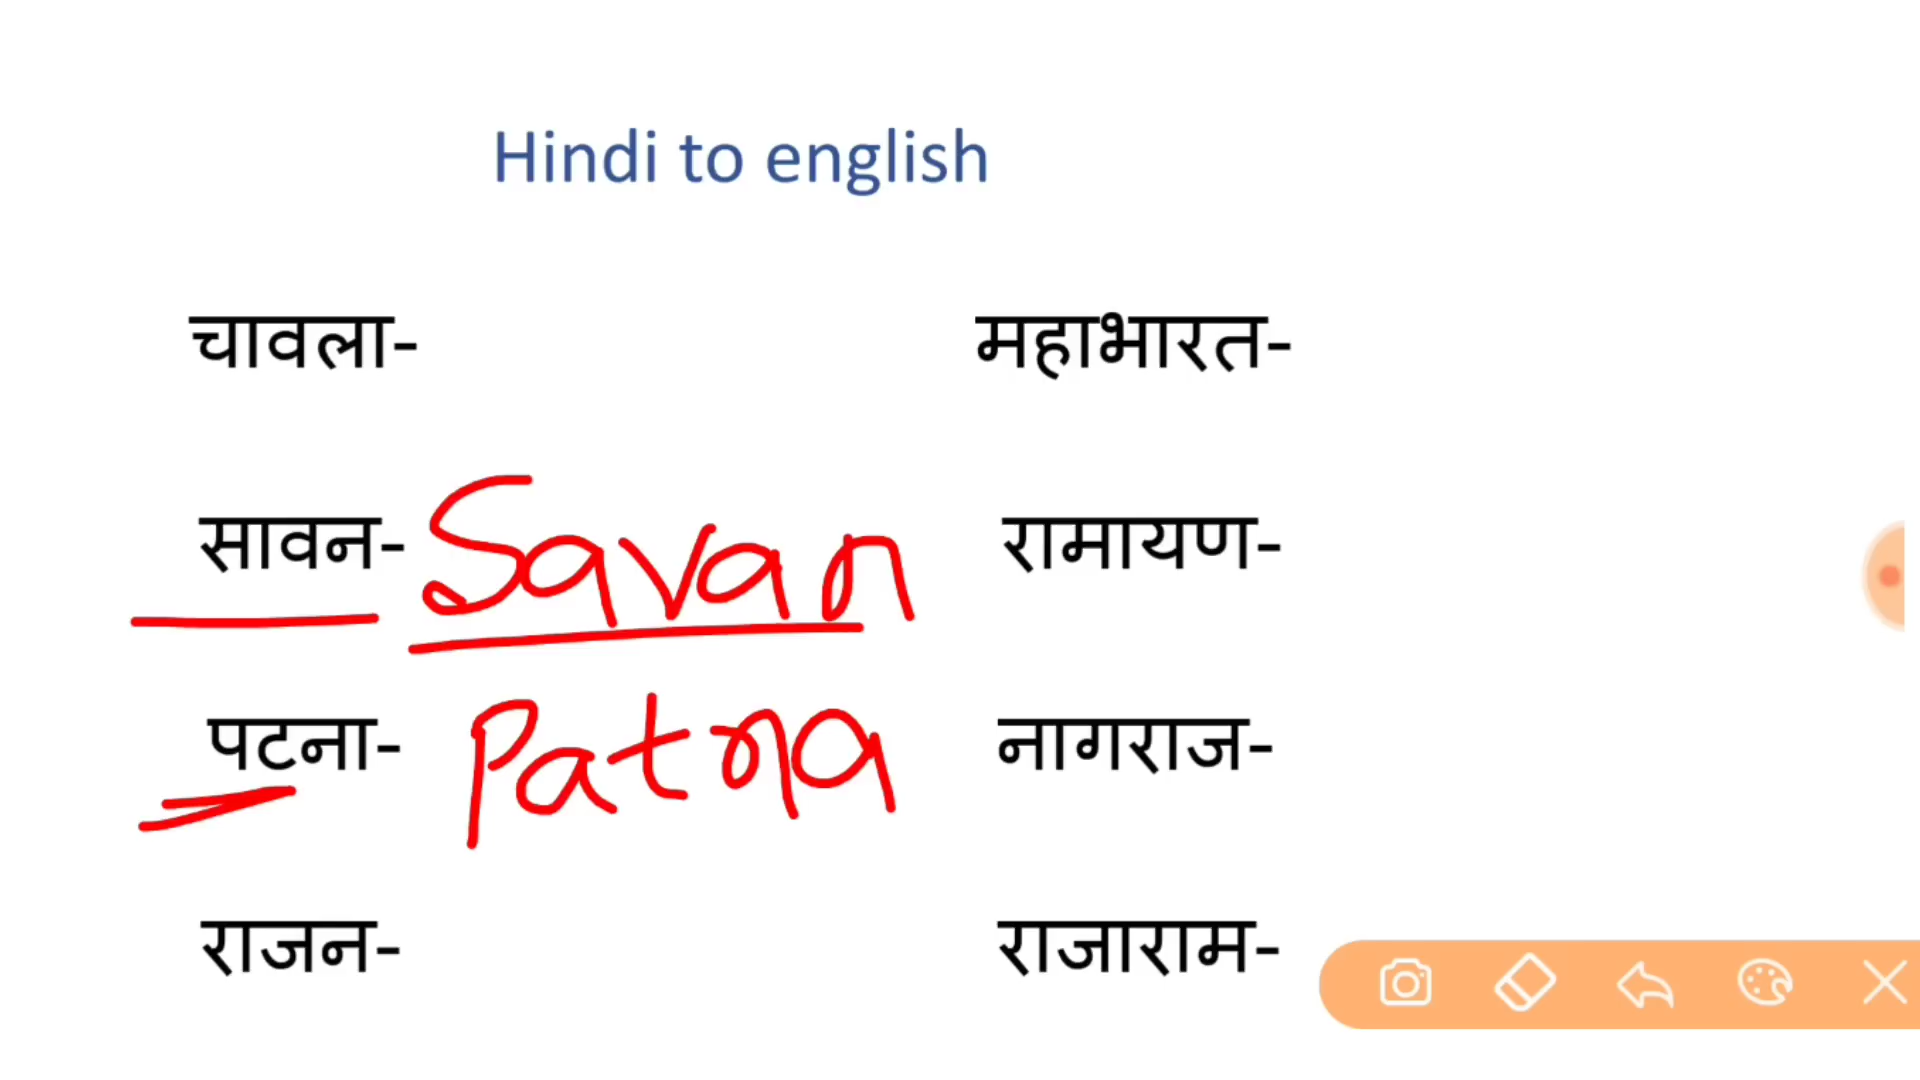 Hindi to english
चावला- महाभारत-
सावन- Savan रामायण-
पटना- Patna नागराज-
राजन- राजाराम-